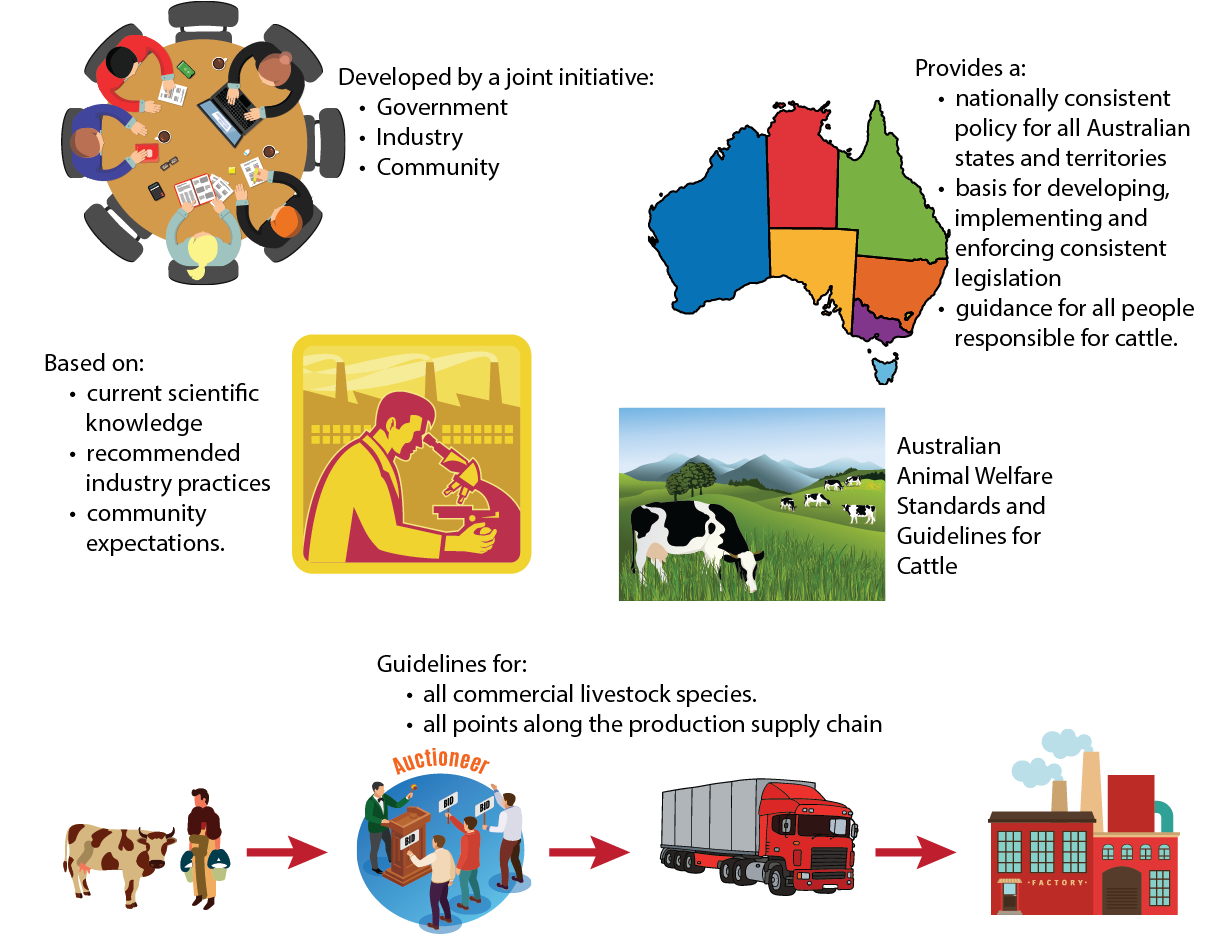 Developed by a joint initiative:
• Government
• Industry
• Community
Provides a:
• nationally consistent
policy for all Australian
states and territories
• basis for developing,
implementing and
enforcing consistent
legislation
• guidance for all people
responsible for cattle.
Based on:
• current scientific
knowledge
• recommended
industry practices
• community
expectations.
Australian
Animal Welfare
Standards and
Guidelines for
Cattle
Guidelines for:
• all commercial livestock species.
• all points along the production supply chain
Auctioneer
BID
BID
BID
·FACTORY·